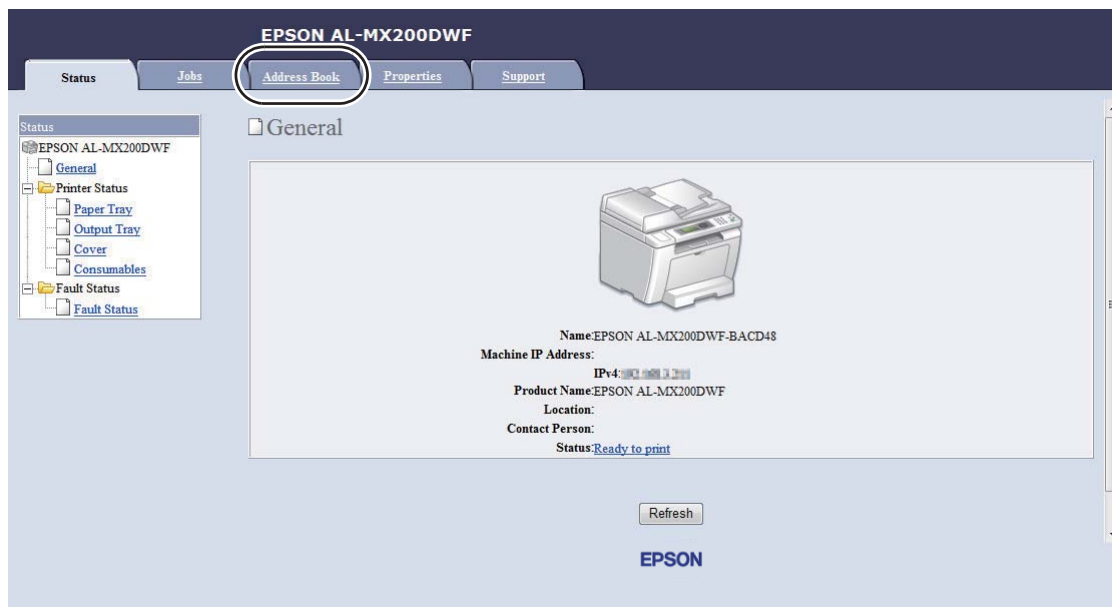 EPSON AL-MX200DWF
Status Jobs Address Book Properties Support
Status
EPSON AL-MX200DWF
General
Printer Status
Paper Tray
Output Tray
Cover
Consumables
Fault Status
Fault Status
General
Name:EPSON AL-MX200DWF-BACD48
Machine IP Address:
IPv4:
Product Name:EPSON AL-MX200DWF
Location:
Contact Person:
Status:Ready to print
Refresh
EPSON